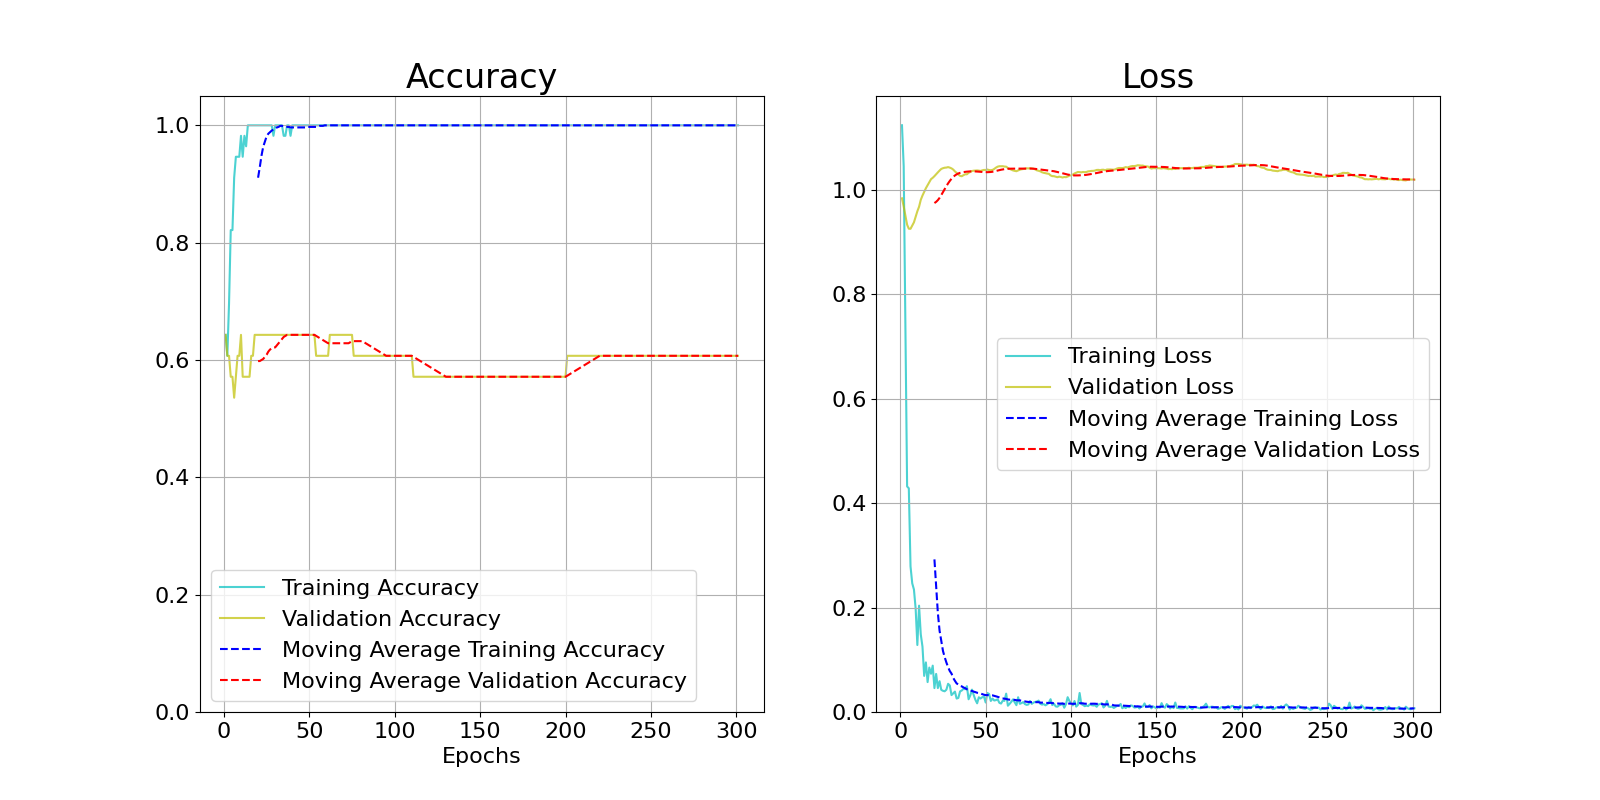 Accuracy
1.0
0.8
0.6
0.4
0.2
0.0
Training Accuracy
Validation Accuracy
Moving Average Training Accuracy
Moving Average Validation Accuracy
0 50 100 150 200 250 300
Epochs
Loss
1.0
0.8
0.6
0.4
0.2
0.0
Training Loss
Validation Loss
Moving Average Training Loss
Moving Average Validation Loss
0 50 100 150 200 250 300
Epochs